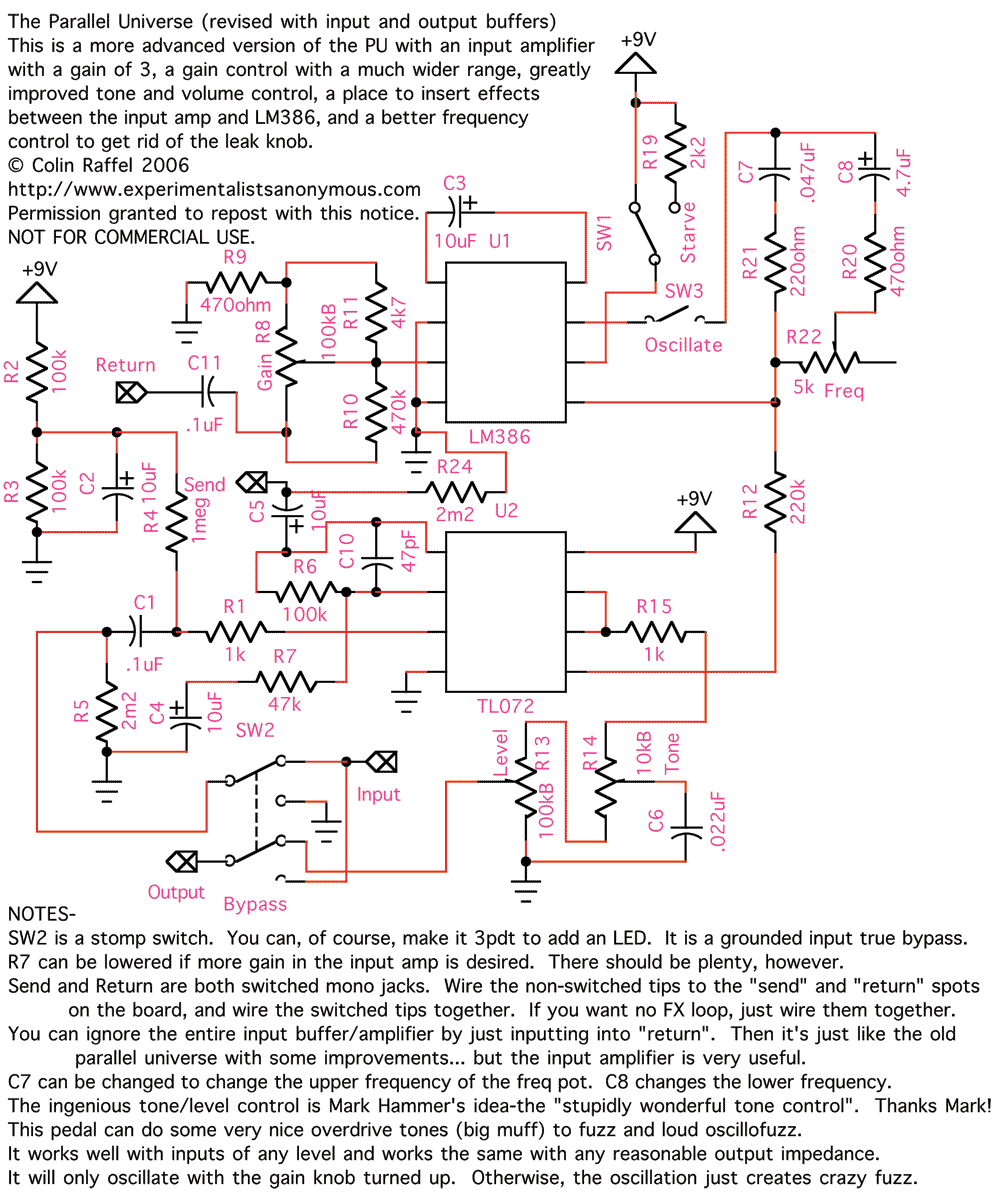 The Parallel Universe (revised with input and output buffers)
This is a more advanced version of the PU with an input amplifier
with a gain of 3, a gain control with a much wider range, greatly
improved tone and volume control, a place to insert effects
between the input amp and LM386, and a better frequency
control to get rid of the leak knob.
© Colin Raffel 2006
http://www.experimentalistsanonymous.com
Permission granted to repost with this notice.
NOT FOR COMMERCIAL USE.
+9V
R19
2k2
C7
.047uF
C8
+
4.7uF
C3
+
10uF U1
SW1
Starve
+9V
R9
470ohm
R11
4k7
R8
Gain
100kB
SW3
Oscillate
R21
220ohm
R20
470ohm
R22
5k Freq
R2
100k
Return
C11
.1uF
R10
470k
LM386
R3
100k
C2
+
10uF
R4
1meg
Send
C5
+
10uF
R24
2m2 U2
+9V
R12
220k
C10
47pF
R6
100k
C1
.1uF
R1
1k
R15
1k
R7
47k
R5
2m2
C4
+
10uF
SW2
TL072
Level
R13
100kB
R14
10kB
Tone
Input
C6
.022uF
Output
Bypass
NOTES-
SW2 is a stomp switch. You can, of course, make it 3pdt to add an LED. It is a grounded input true bypass.
R7 can be lowered if more gain in the input amp is desired. There should be plenty, however.
Send and Return are both switched mono jacks. Wire the non-switched tips to the "send" and "return" spots
on the board, and wire the switched tips together. If you want no FX loop, just wire them together.
You can ignore the entire input buffer/amplifier by just inputting into "return". Then it's just like the old
parallel universe with some improvements... but the input amplifier is very useful.
C7 can be changed to change the upper frequency of the freq pot. C8 changes the lower frequency.
The ingenious tone/level control is Mark Hammer's idea-the "stupidly wonderful tone control". Thanks Mark!
This pedal can do some very nice overdrive tones (big muff) to fuzz and loud oscillofuzz.
It works well with inputs of any level and works the same with any reasonable output impedance.
It will only oscillate with the gain knob turned up. Otherwise, the oscillation just creates crazy fuzz.